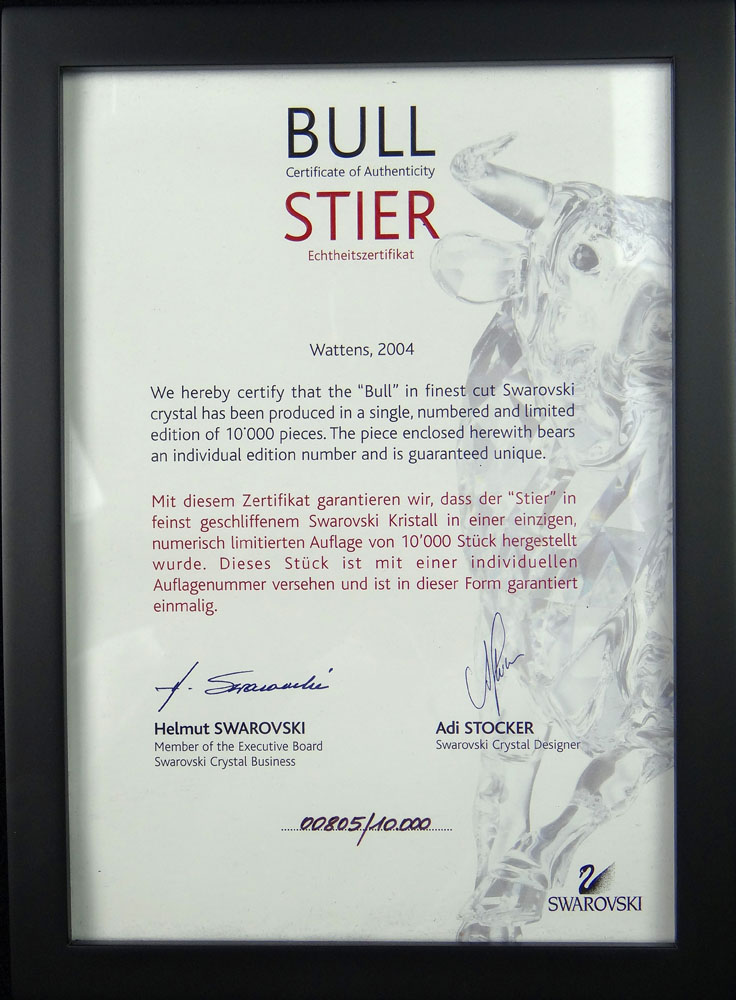 BULL
Certificate of Authenticity
STIER
Echtheitszertifikat
Wattens, 2004
We hereby certify that the “Bull” in finest cut Swarovski
crystal has been produced in a single, numbered and limited
edition of 10'000 pieces. The piece enclosed herewith bears
an individual edition number and is guaranteed unique.
Mit diesem Zertifikat garantieren wir, dass der “Stier” in
feinst geschliffenem Swarovski Kristall in einer einzigen,
numerisch limitierten Auflage von 10'000 Stück hergestellt
wurde. Dieses Stück ist mit einer individuellen
Auflagenummer versehen und ist in dieser Form garantiert
einmalig.
Helmut SWAROVSKI
Member of the Executive Board
Swarovski Crystal Business
Adi STOCKER
Swarovski Crystal Designer
00805/10.000
SWAROVSKI